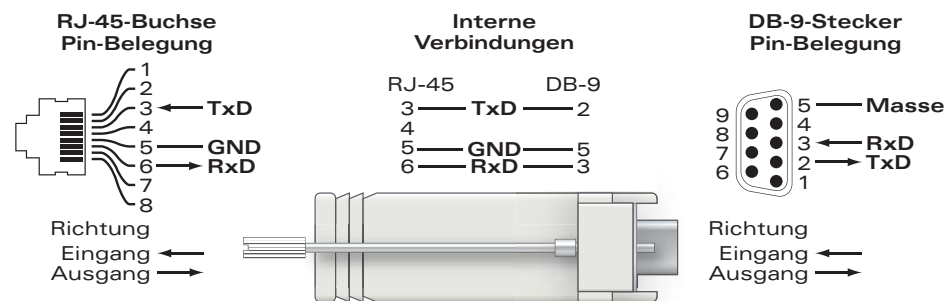 RJ-45-Buchse
Pin-Belegung
1
2
3 TxD
4
5 GND
6 RxD
7
8
Richtung
Eingang
Ausgang
Interne
Verbindungen
RJ-45 DB-9
3 TxD 2
4
5 GND 5
6 RxD 3
DB-9-Stecker
Pin-Belegung
5 Masse
9
4
8
3 RxD
7
2 TxD
6
1
Richtung
Eingang
Ausgang